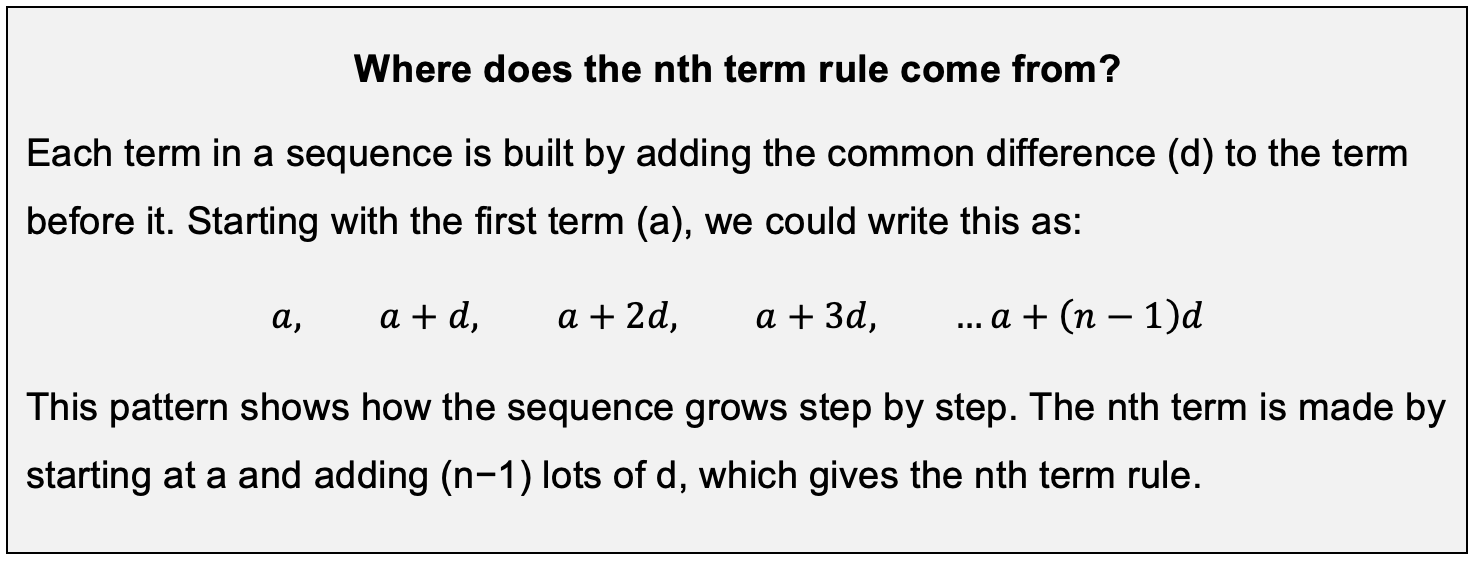 Where does the nth term rule come from?
Each term in a sequence is built by adding the common difference (d) to the term
before it. Starting with the first term (a), we could write this as:
𝑎, 𝑎 + 𝑑, 𝑎 + 2𝑑, 𝑎 + 3𝑑, … 𝑎 + (𝑛 − 1)𝑑
This pattern shows how the sequence grows step by step. The nth term is made by
starting at a and adding (n−1) lots of d, which gives the nth term rule.